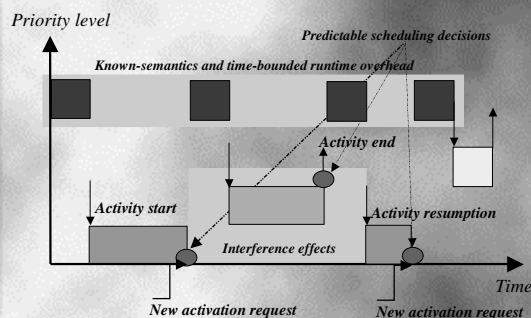 Priority level
Predictable scheduling decisions
Known-semantics and time-bounded runtime overhead
Activity end
Activity start
Activity resumption
Interference effects
Time
New activation request
New activation request